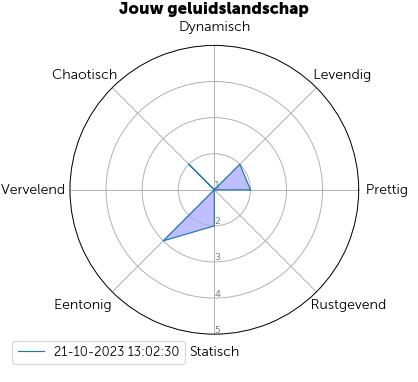 Jouw geluidslandschap
Dynamisch
Chaotisch
Levendig
Vervelend
Prettig
1
2
3
4
5
Eentonig
Rustgevend
21-10-2023 13:02:30
Statisch